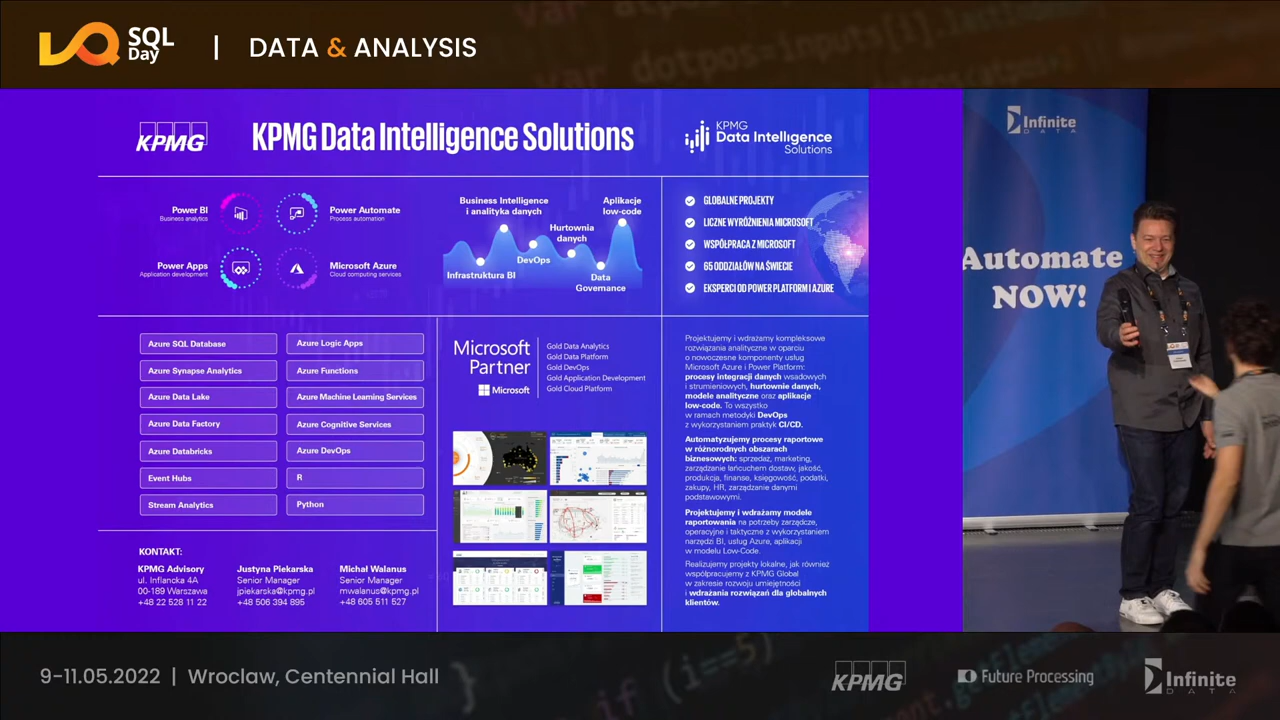 SQL
Day
| DATA & ANALYSIS
KPMG
KPMG Data Intelligence Solutions
KPMG
Data Intelligence
Solutions
Power BI
Business analytics
Power Automate
Process automation
Power Apps
Application development
Microsoft Azure
Cloud computing services
Business Intelligence
i analityka danych
Aplikacje
low-code
Hurtownia
danych
DevOps
Infrastruktura BI
Data
Governance
GLOBALNE PROJEKTY
LICZNE WYRÓŻNIENIA MICROSOFT
WSPÓŁPRACA Z MICROSOFT
65 ODDZIAŁÓW NA ŚWIECIE
EKSPERCI OD POWER PLATFORM I AZURE
Azure SQL Database
Azure Logic Apps
Azure Synapse Analytics
Azure Functions
Azure Data Lake
Azure Machine Learning Services
Azure Data Factory
Azure Cognitive Services
Azure Databricks
Azure DevOps
Event Hubs
R
Stream Analytics
Python
Microsoft
Partner
Microsoft
Gold Data Analytics
Gold Data Platform
Gold DevOps
Gold Application Development
Gold Cloud Platform
Projektujemy i wdrażamy kompleksowe
rozwiązania analityczne w oparciu
o nowoczesne komponenty usług
Microsoft Azure i Power Platform:
procesy integracji danych wsadowych
i strumieniowych, hurtownie danych,
modele analityczne oraz aplikacje
low-code. To wszystko
w ramach metodyki DevOps
z wykorzystaniem praktyk CI/CD.
Automatyzujemy procesy raportowe
w różnorodnych obszarach
biznesowych: sprzedaż, marketing,
zarządzanie łańcuchem dostaw, jakość,
produkcja, finanse, księgowość, podatki,
zakupy, HR, zarządzanie danymi
podstawowymi.
Projektujemy i wdrażamy modele
raportowania na potrzeby zarządcze,
operacyjne i taktyczne z wykorzystaniem
narzędzi BI, usług Azure, aplikacji
w modelu Low-Code.
Realizujemy projekty lokalne, jak również
współpracujemy z KPMG Global
w zakresie rozwoju umiejętności
i wdrażania rozwiązań dla globalnych
klientów.
KONTAKT:
KPMG Advisory
ul. Inflancka 4A
00-189 Warszawa
+48 22 528 11 22
Justyna Piekarska
Senior Manager
jpiekarska@kpmg.pl
+48 506 394 895
Michał Walanus
Senior Manager
mwalanus@kpmg.pl
+48 605 511 527
Infinite
DATA
Automate
NOW!
9-11.05.2022 | Wroclaw, Centennial Hall
KPMG
Future Processing
Infinite
DATA